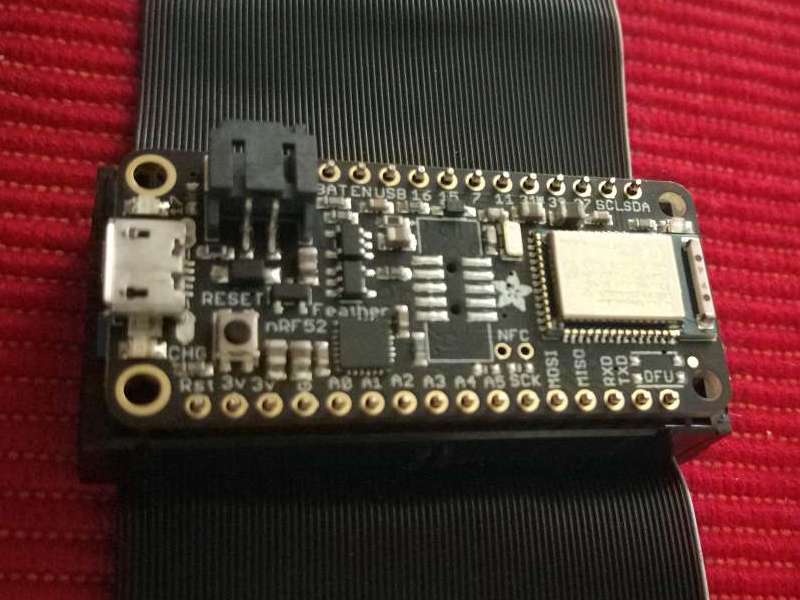 BAT EN USB 16 15 7 11 31 30 27 SCL SDA
RESET
Feather
nRF52
NFC
CHG
Rst 3v 3v G A0 A1 A2 A3 A4 A5 SCK MOSI MISO RXD TXD DFU